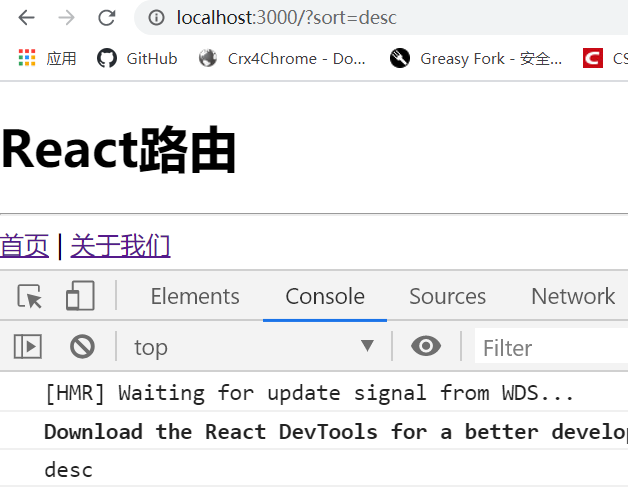 localhost:3000/?sort=desc
应用 GitHub Crx4Chrome - Do... Greasy Fork - 安全... C CS
React路由
首页 | 关于我们
Elements Console Sources Network
top Filter
[HMR] Waiting for update signal from WDS...
Download the React DevTools for a better develop
desc